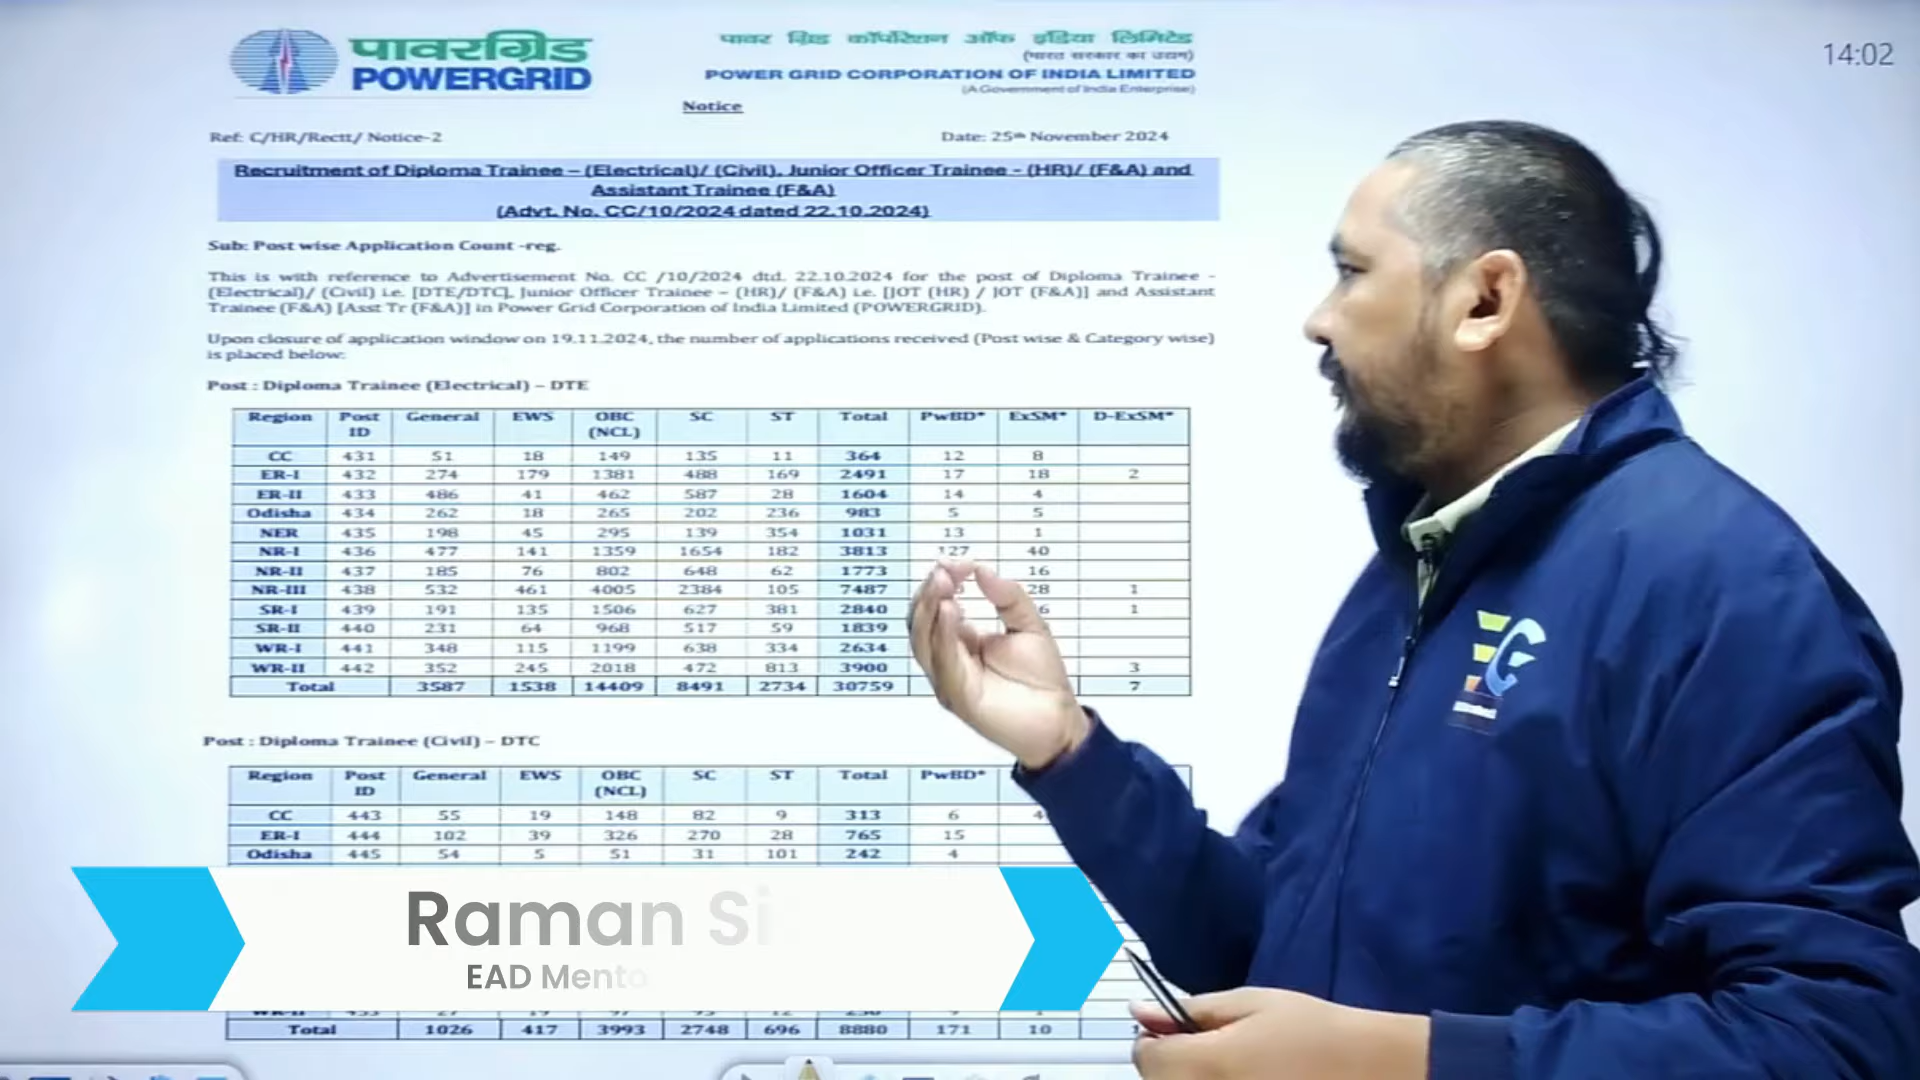 पावरग्रिड
POWERGRID
पावर ग्रिड कॉर्पोरेशन ऑफ इंडिया लिमिटेड
(भारत सरकार का उद्यम)
POWER GRID CORPORATION OF INDIA LIMITED
(A Government of India Enterprise)
14:02
Notice
Ref: C/HR/Rectt/ Notice-2
Date: 25th November 2024
Recruitment of Diploma Trainee – (Electrical)/ (Civil), Junior Officer Trainee - (HR)/ (F&A) and
Assistant Trainee (F&A)
(Advt. No. CC/10/2024 dated 22.10.2024)
Sub: Post wise Application Count -reg.
This is with reference to Advertisement No. CC /10/2024 dtd. 22.10.2024 for the post of Diploma Trainee -
(Electrical)/ (Civil) i.e. [DTE/DTC], Junior Officer Trainee – (HR)/ (F&A) i.e. [JOT (HR) / JOT (F&A)] and Assistant
Trainee (F&A) [Asst Tr (F&A)] in Power Grid Corporation of India Limited (POWERGRID).
Upon closure of application window on 19.11.2024, the number of applications received (Post wise & Category wise)
is placed below:
Post : Diploma Trainee (Electrical) – DTE
Region Post ID General EWS OBC (NCL) SC ST Total PwBD* ExSM* D-ExSM*
CC 431 51 18 149 135 11 364 12 8
ER-I 432 274 179 1381 488 169 2491 17 18 2
ER-II 433 486 41 462 587 28 1604 14 4
Odisha 434 262 18 265 202 236 983 5 5
NER 435 198 45 295 139 354 1031 13 1
NR-I 436 477 141 1359 1654 182 3813 127 40
NR-II 437 185 76 802 648 62 1773 16
NR-III 438 532 461 4005 2384 105 7487 28 1
SR-I 439 191 135 1506 627 381 2840 6 1
SR-II 440 231 64 968 517 59 1839
WR-I 441 348 115 1199 638 334 2634
WR-II 442 352 245 2018 472 813 3900 3
Total 3587 1538 14409 8491 2734 30759 7
Post : Diploma Trainee (Civil) – DTC
Region Post ID General EWS OBC (NCL) SC ST Total PwBD*
CC 443 55 19 148 82 9 313 6 4
ER-I 444 102 39 326 270 28 765 15
Odisha 445 54 5 51 31 101 242 4
Raman Si
EAD Mento
Total 1026 417 3993 2748 696 8880 171 10 1
EG